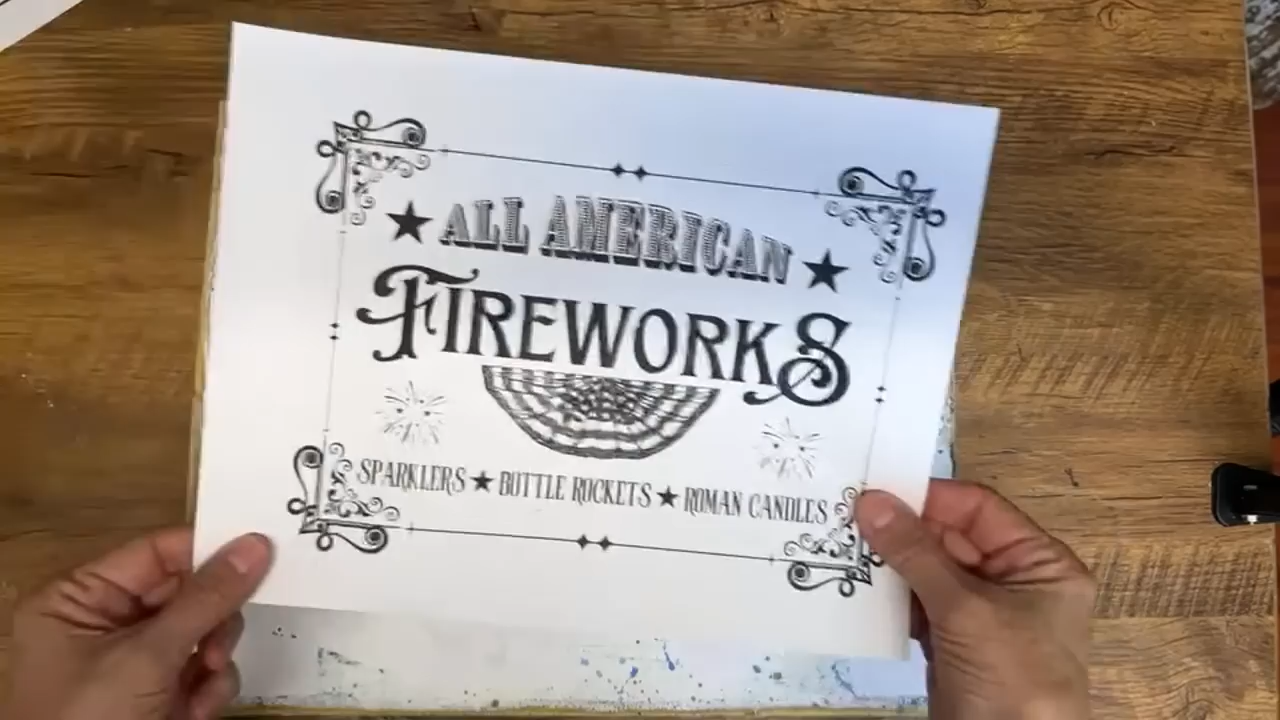 ★ ALL AMERICAN ★
FIREWORKS
SPARKLERS ★ BOTTLE ROCKETS ★ ROMAN CANDLES